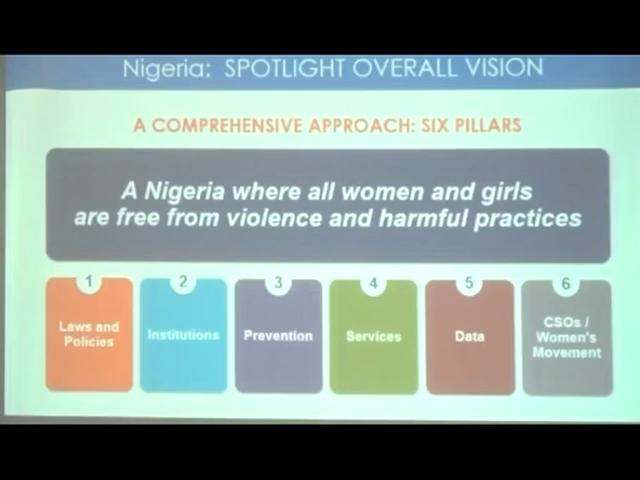 Nigeria: SPOTLIGHT OVERALL VISION
A COMPREHENSIVE APPROACH: SIX PILLARS
A Nigeria where all women and girls
are free from violence and harmful practices
1
Laws and
Policies
2
Institutions
3
Prevention
4
Services
5
Data
6
CSOs /
Women's
Movement